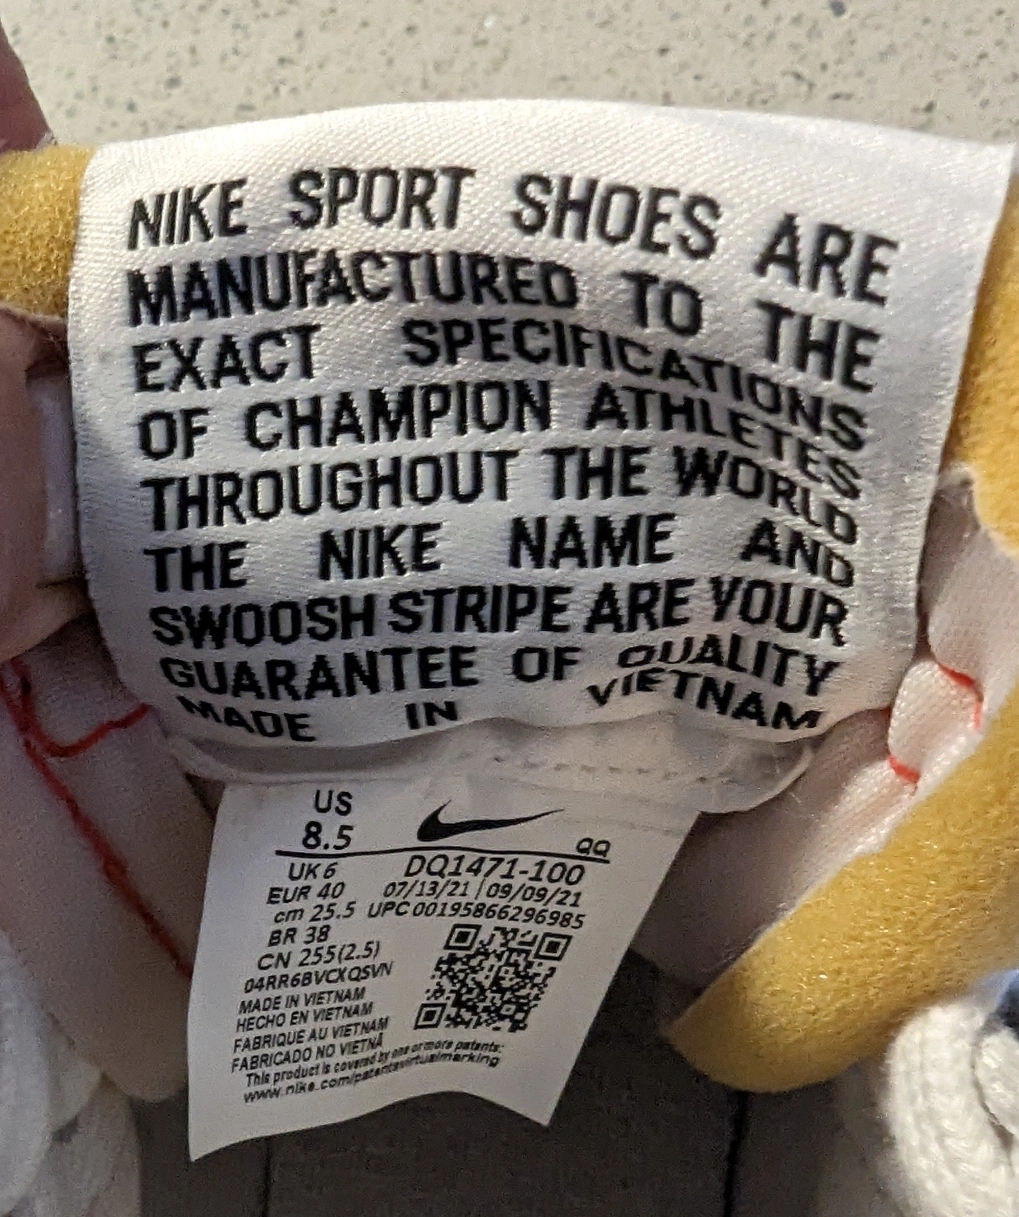 NIKE SPORT SHOES ARE
MANUFACTURED TO THE
EXACT SPECIFICATIONS
OF CHAMPION ATHLETES
THROUGHOUT THE WORLD
THE NIKE NAME AND
SWOOSH STRIPE ARE YOUR
GUARANTEE OF QUALITY
MADE IN VIETNAM
US
8.5
QQ
UK 6
DQ1471-100
EUR 40
07/13/21 | 09/09/21
cm 25.5
UPC 00195866296985
BR 38
CN 255(2.5)
04RR6BVCXQSVN
MADE IN VIETNAM
HECHO EN VIETNAM
FABRIQUE AU VIETNAM
FABRICADO NO VIETNÃ
This product is covered by one or more patents:
www.nike.com/patentsvirtualmarking